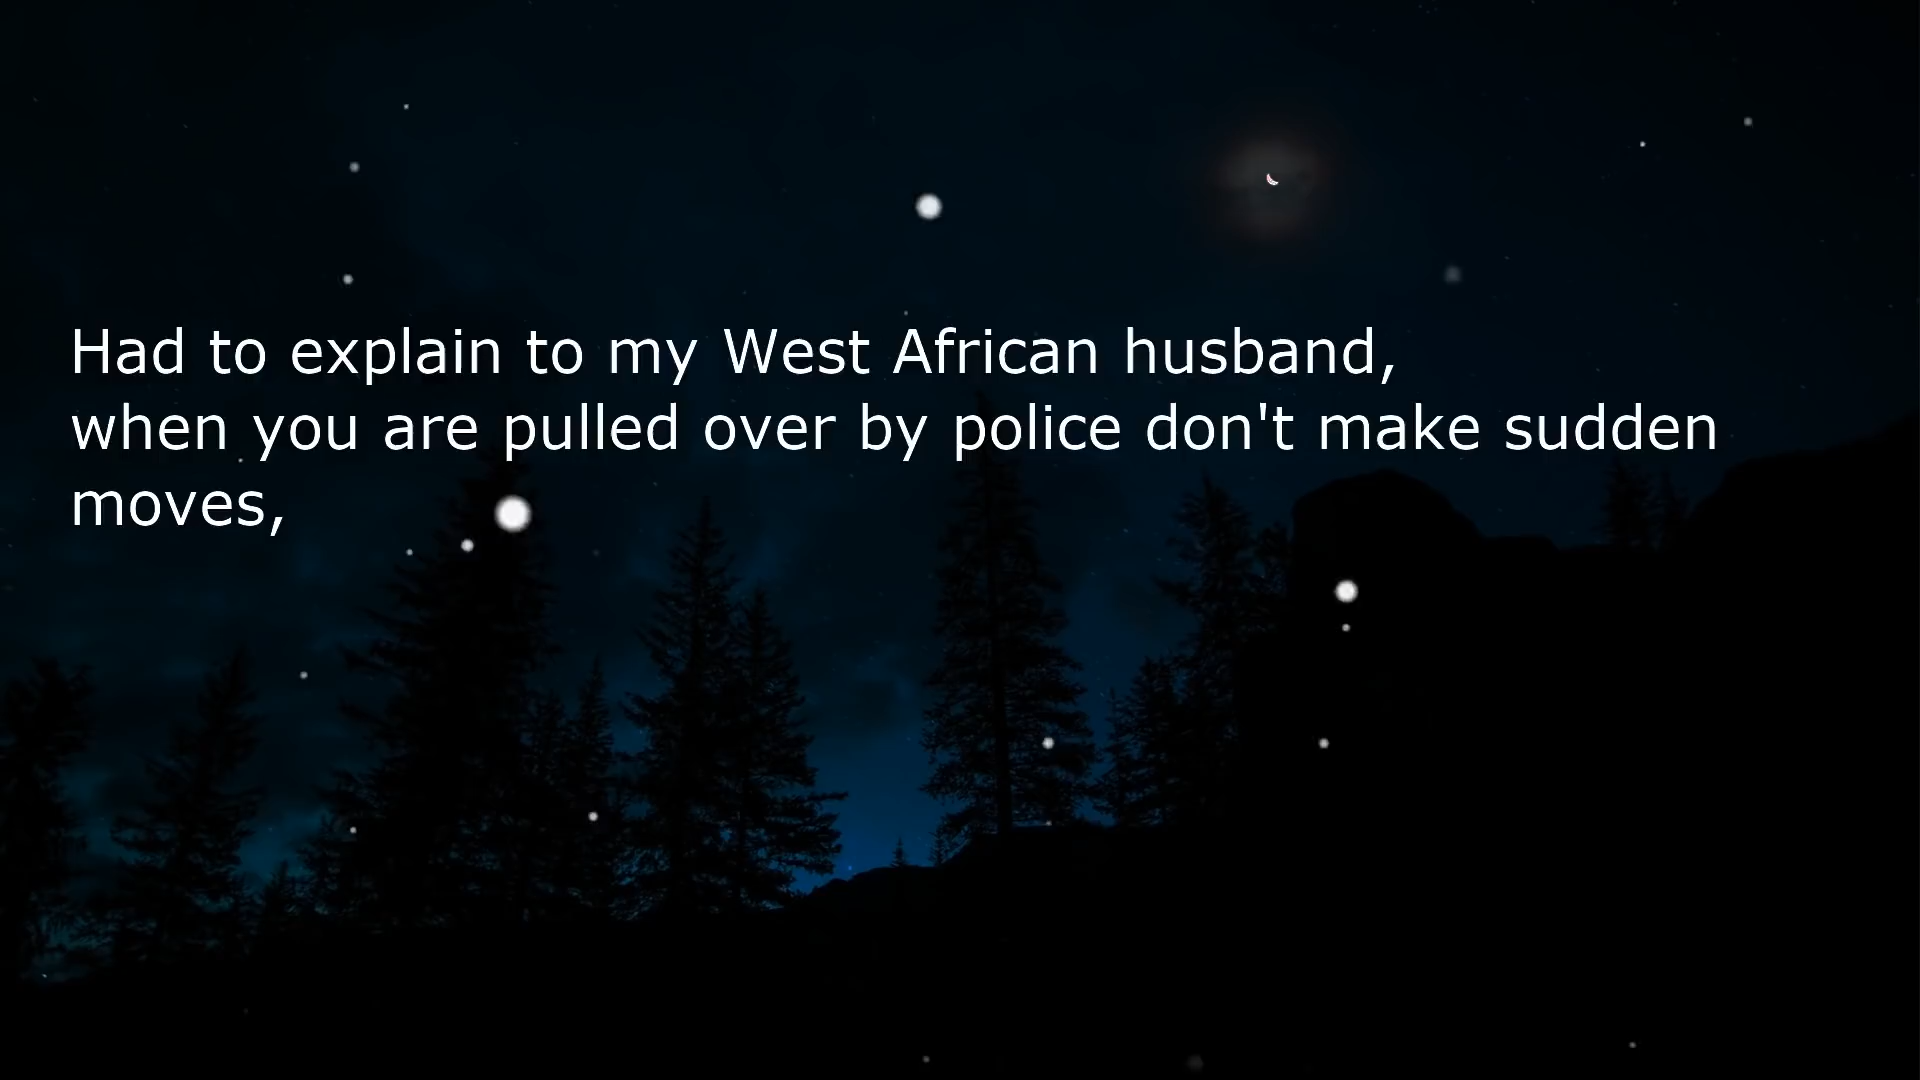 Had to explain to my West African husband,
when you are pulled over by police don't make sudden
moves,